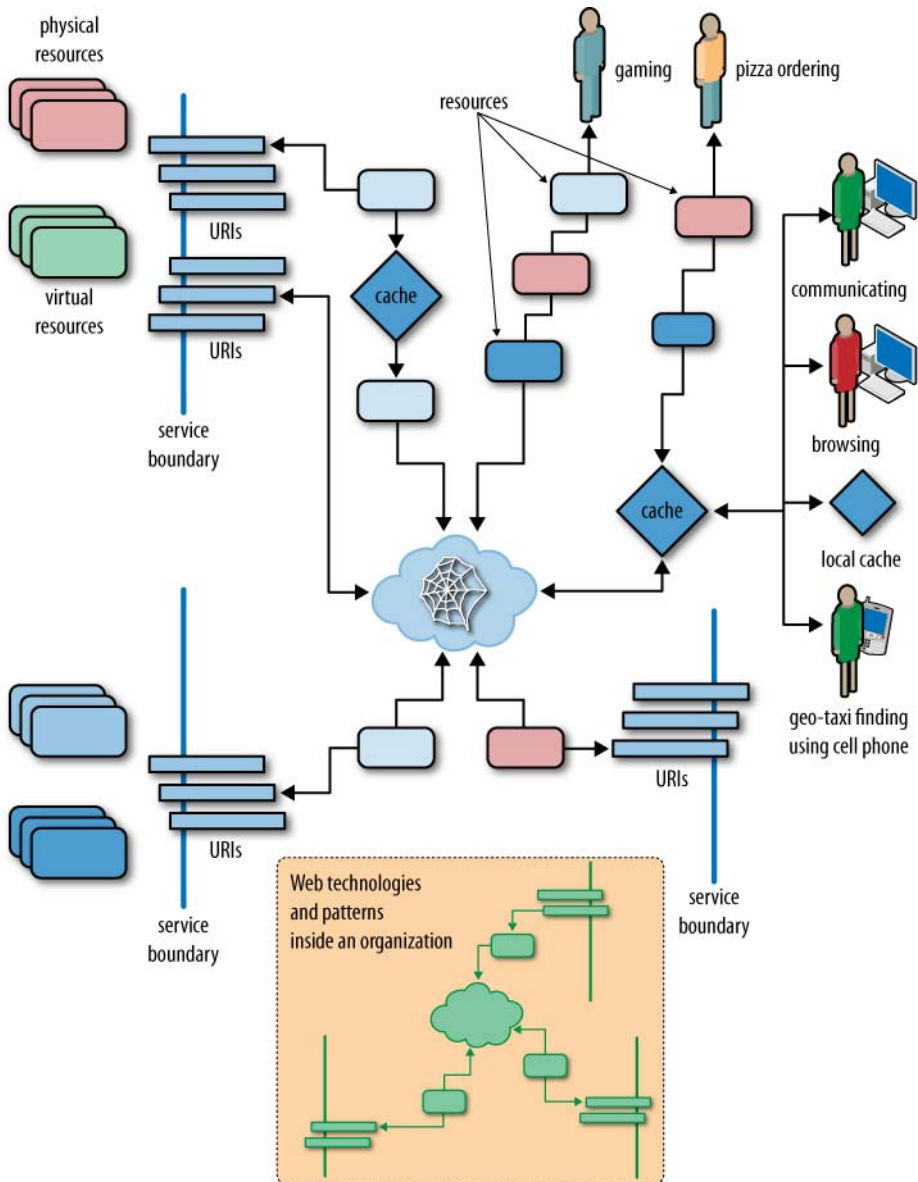 physical
resources
gaming
pizza ordering
resources
URIs
virtual
resources
cache
URIs
communicating
service
boundary
browsing
cache
local cache
geo-taxi finding
using cell phone
URIs
URIs
Web technologies
and patterns
inside an organization
service
boundary
service
boundary